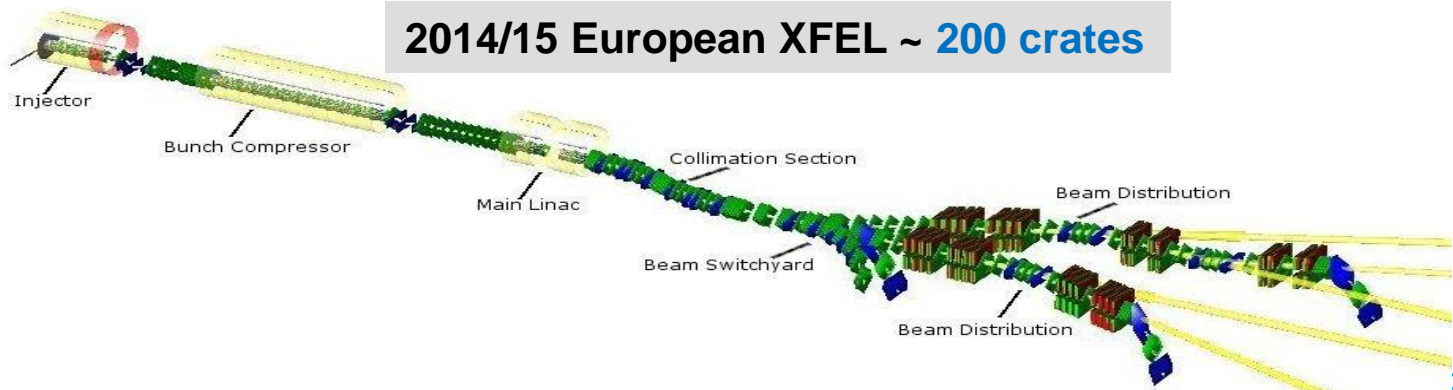 2014/15 European XFEL ~ 200 crates
Injector
Bunch Compressor
Main Linac
Collimation Section
Beam Switchyard
Beam Distribution
Beam Distribution